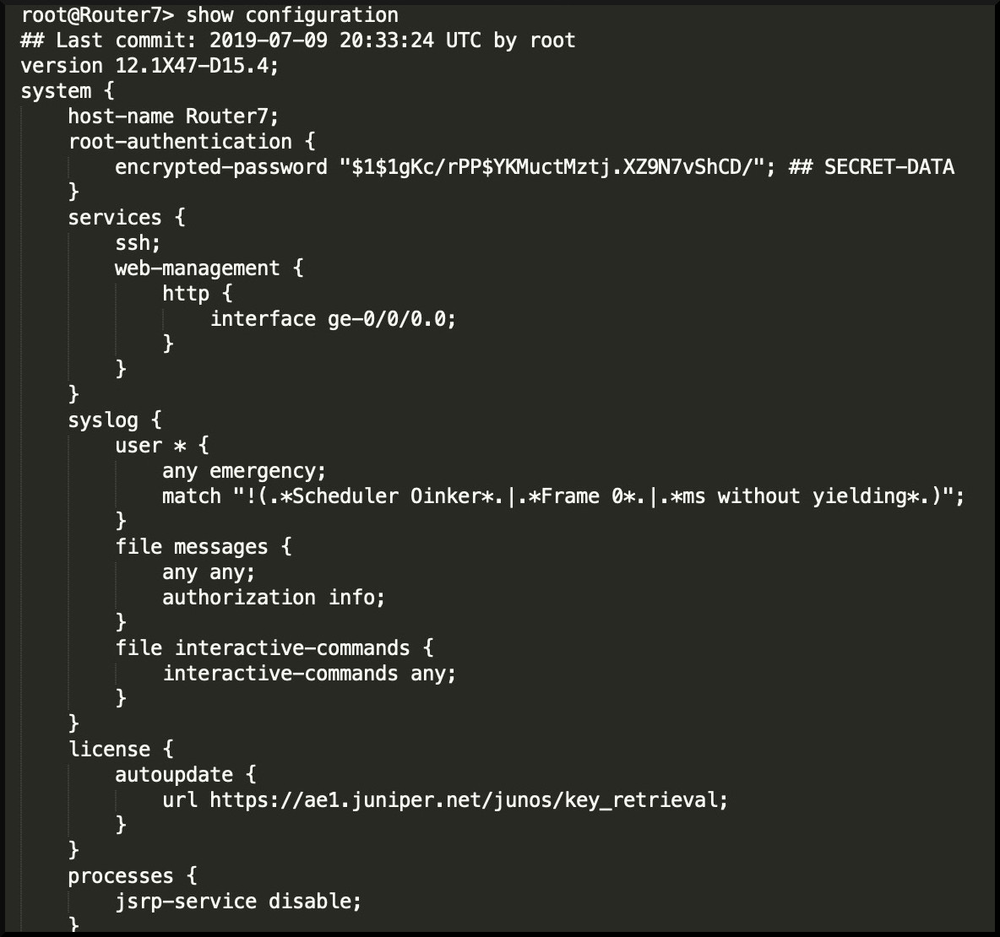 root@Router7> show configuration
## Last commit: 2019-07-09 20:33:24 UTC by root
version 12.1X47-D15.4;
system {
    host-name Router7;
    root-authentication {
        encrypted-password "$1$1gKc/rPP$YKMuctMztj.XZ9N7vShCD/"; ## SECRET-DATA
    }
    services {
        ssh;
        web-management {
            http {
                interface ge-0/0/0.0;
            }
        }
    }
    syslog {
        user * {
            any emergency;
            match "!(.*Scheduler Oinker*.|.*Frame 0*.|.*ms without yielding*.)";
        }
        file messages {
            any any;
            authorization info;
        }
        file interactive-commands {
            interactive-commands any;
        }
    }
    license {
        autoupdate {
            url https://ae1.juniper.net/junos/key_retrieval;
        }
    }
    processes {
        jsrp-service disable;
    }